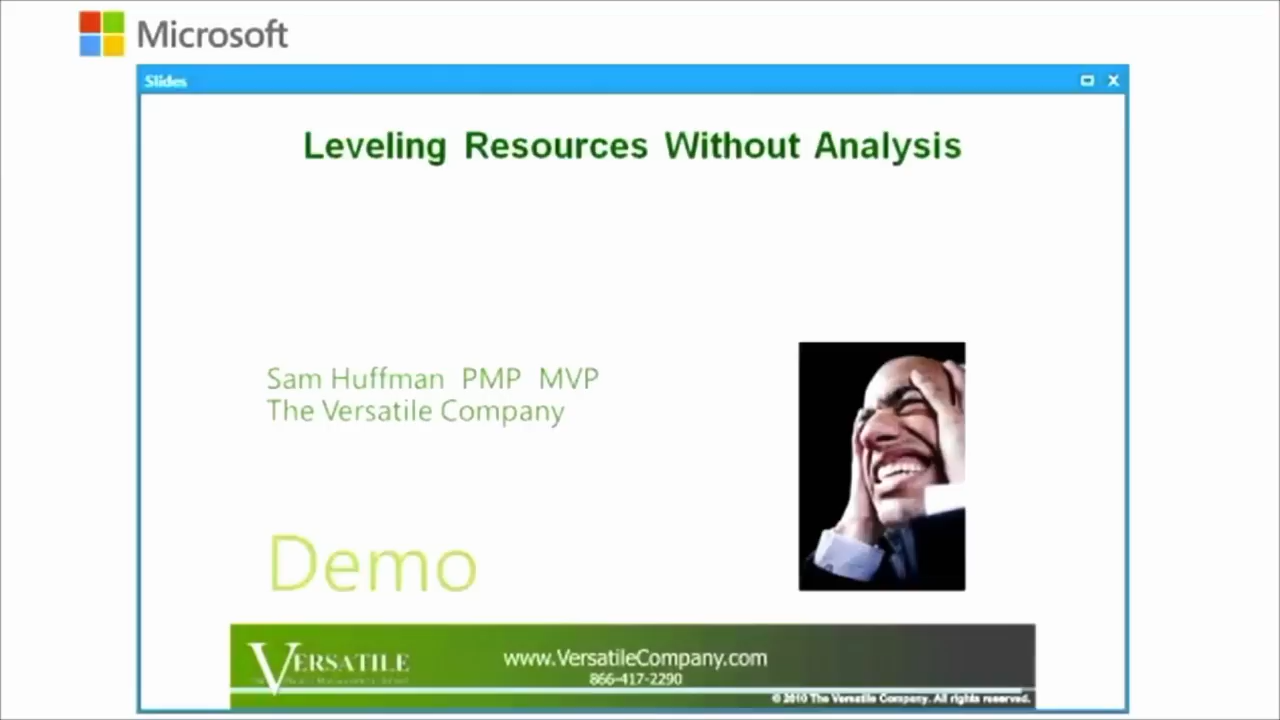 Microsoft
Slides
Leveling Resources Without Analysis
Sam Huffman PMP MVP
The Versatile Company
Demo
VERSATILE
www.VersatileCompany.com
866-417-2290
© 2010 The Versatile Company. All rights reserved.